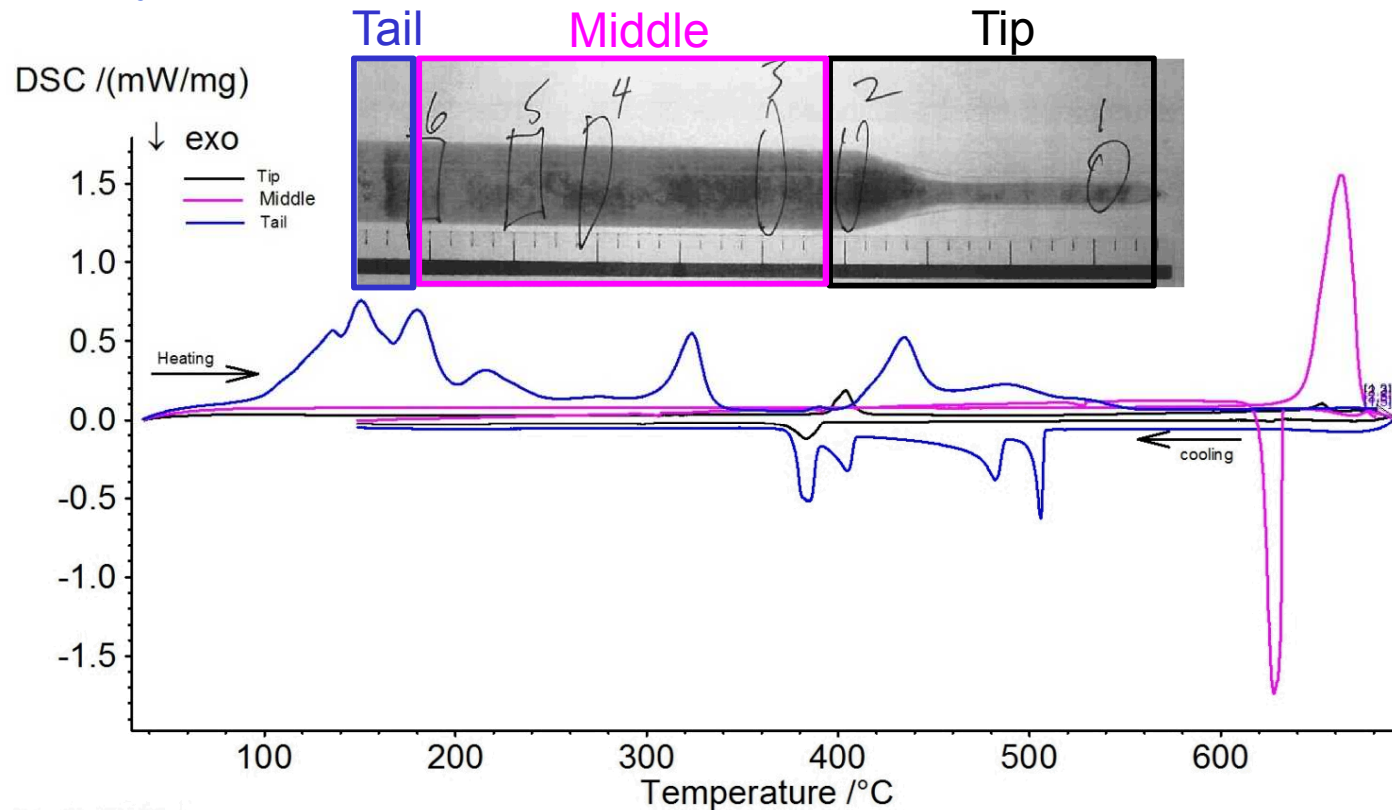 Tail Middle Tip
DSC /(mW/mg)
↓ exo
Tip
Middle
Tail
6 5 4 3 2 1
1.5
1.0
0.5
0.0
-0.5
-1.0
-1.5
Heating
cooling
100 200 300 400 500 600
Temperature /°C